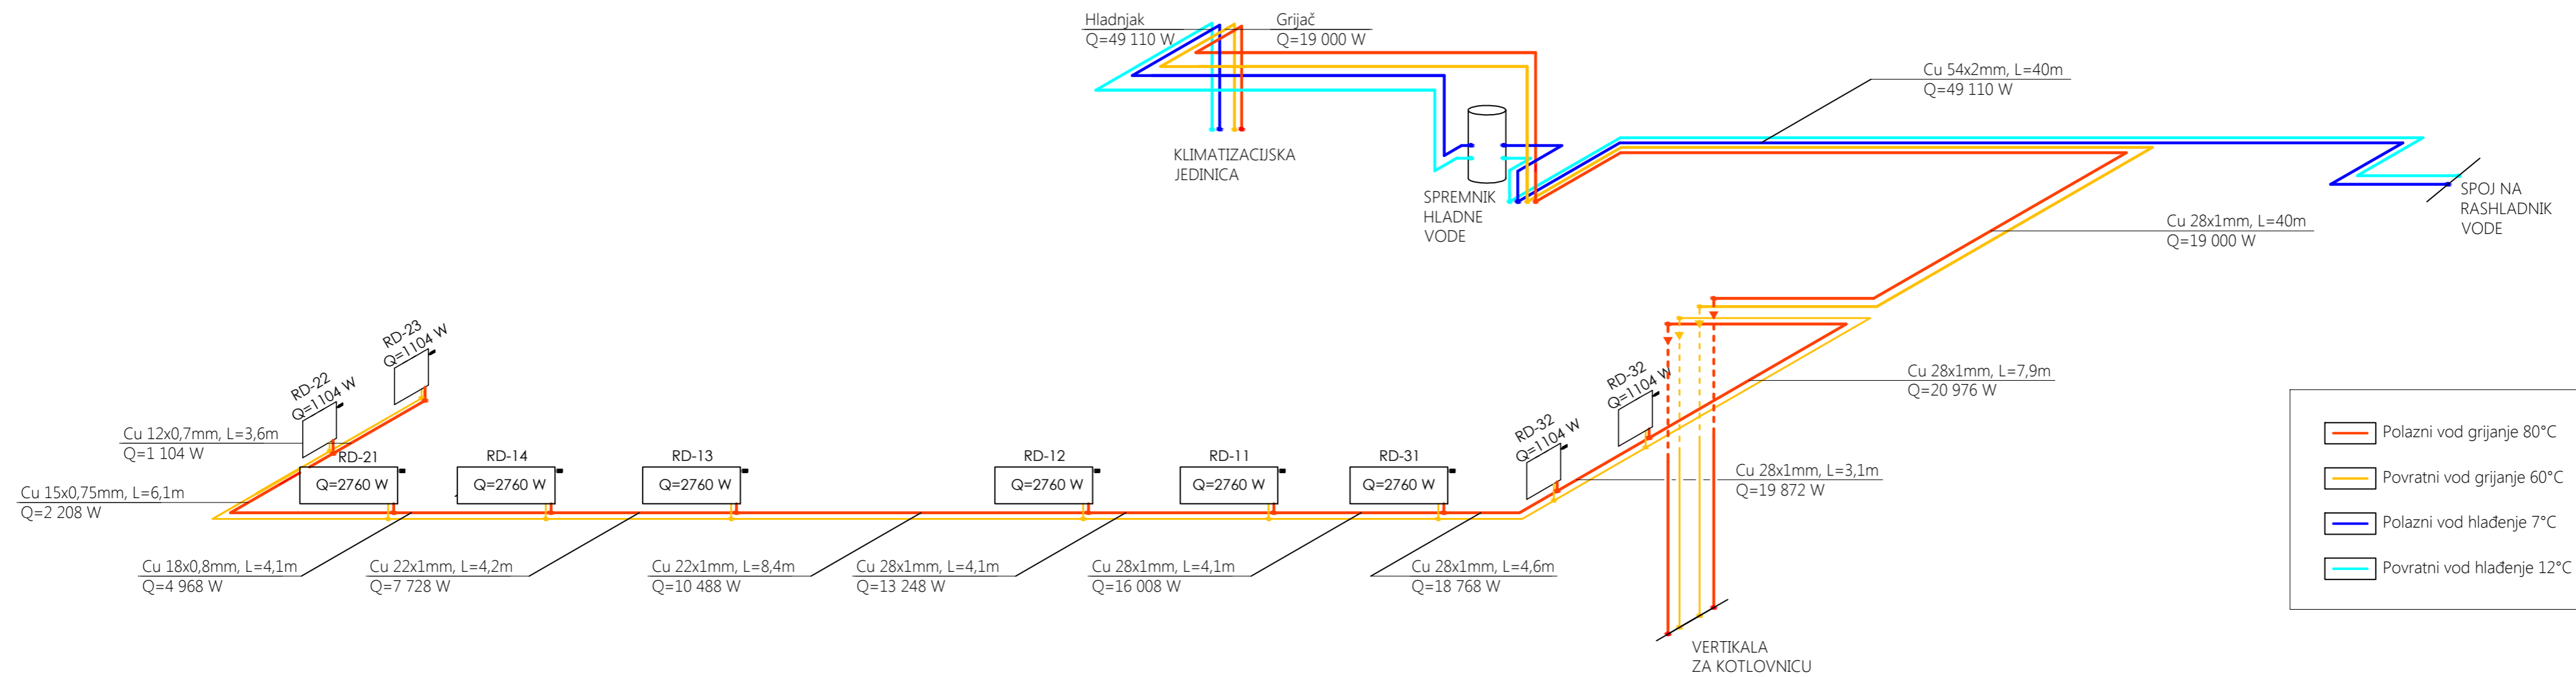 Hladnjak
Q=49 110 W
Grijač
Q=19 000 W
Cu 54x2mm, L=40m
Q=49 110 W
KLIMATIZACIJSKA
JEDINICA
SPREMNIK
HLADNE
VODE
SPOJ NA
RASHLADNIK
VODE
Cu 28x1mm, L=40m
Q=19 000 W
RD-23
Q=1104 W
RD-22
Q=1104 W
RD-32
Q=1104 W
RD-32
Q=1104 W
Cu 28x1mm, L=7,9m
Q=20 976 W
Cu 12x0,7mm, L=3,6m
Q=1 104 W
RD-21
Q=2760 W
RD-14
Q=2760 W
RD-13
Q=2760 W
RD-12
Q=2760 W
RD-11
Q=2760 W
RD-31
Q=2760 W
Cu 28x1mm, L=3,1m
Q=19 872 W
Cu 15x0,75mm, L=6,1m
Q=2 208 W
Cu 18x0,8mm, L=4,1m
Q=4 968 W
Cu 22x1mm, L=4,2m
Q=7 728 W
Cu 22x1mm, L=8,4m
Q=10 488 W
Cu 28x1mm, L=4,1m
Q=13 248 W
Cu 28x1mm, L=4,1m
Q=16 008 W
Cu 28x1mm, L=4,6m
Q=18 768 W
VERTIKALA
ZA KOTLOVNICU
Polazni vod grijanje 80°C
Povratni vod grijanje 60°C
Polazni vod hlađenje 7°C
Povratni vod hlađenje 12°C